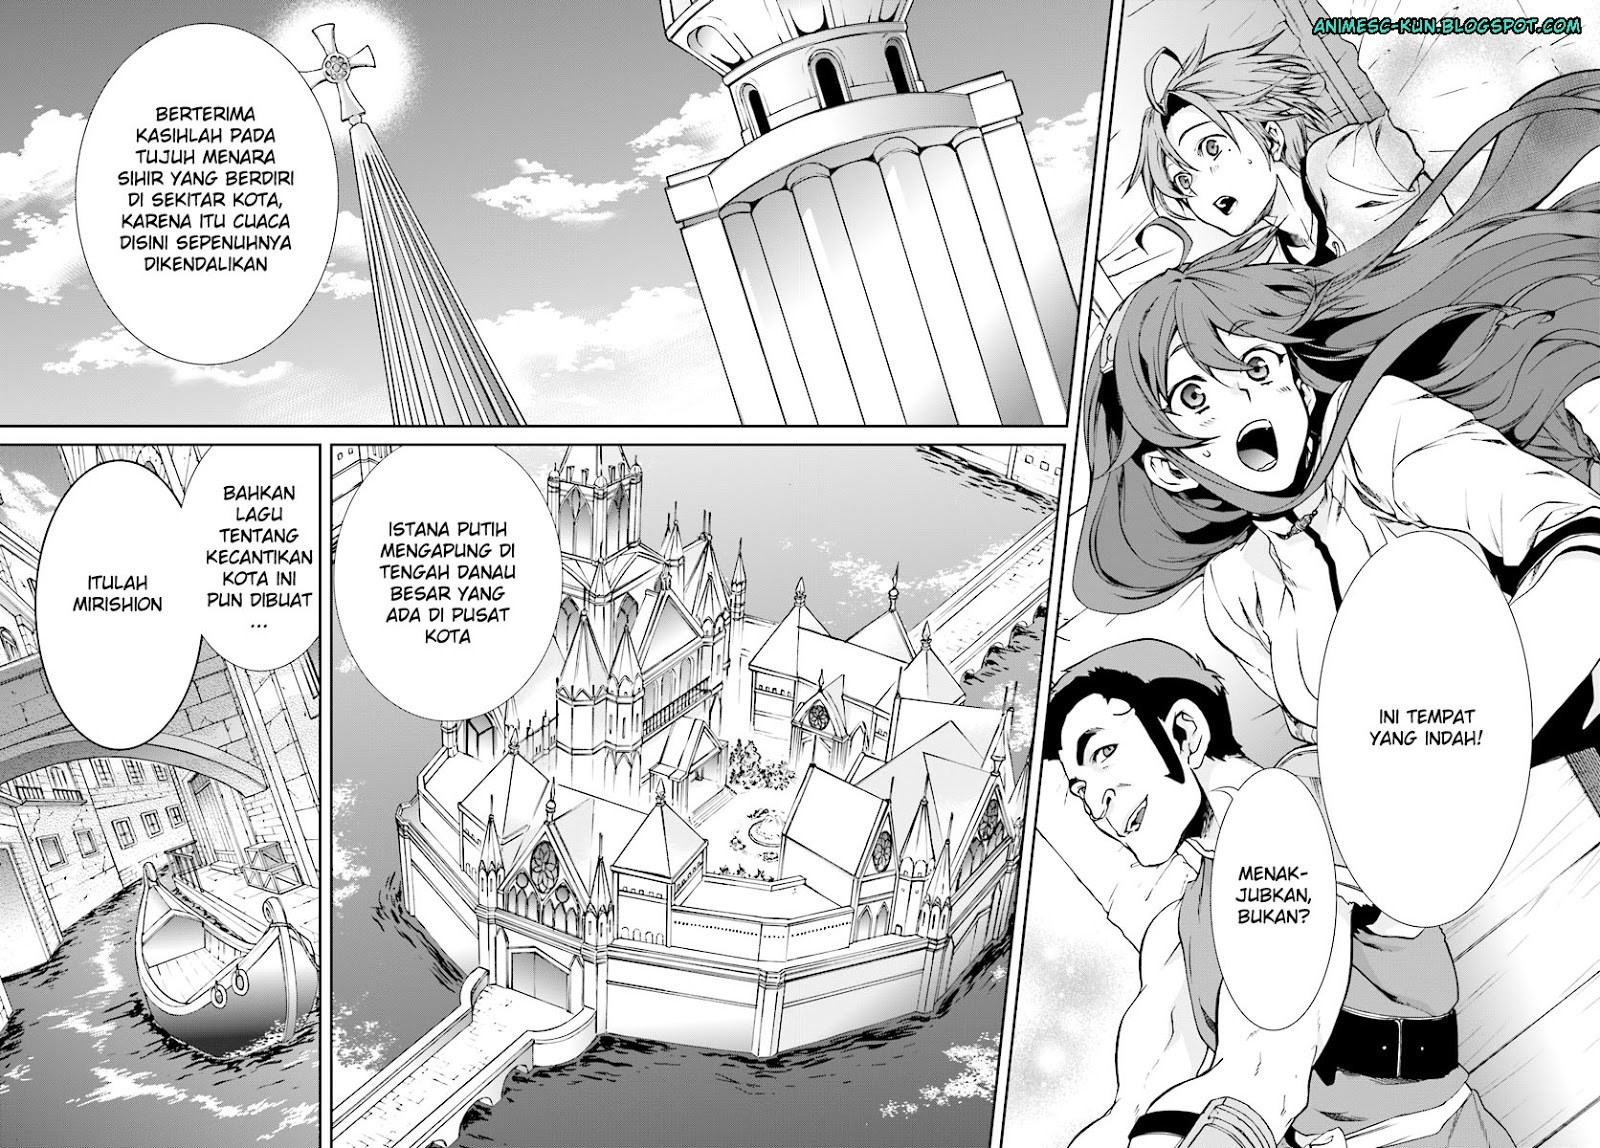 ANIMESC-KUN.BLOGSPOT.COM
INI TEMPAT
YANG INDAH!
MENAK-
JUBKAN,
BUKAN?
BERTERIMA
KASIHLAH PADA
TUJUH MENARA
SIHIR YANG BERDIRI
DI SEKITAR KOTA,
KARENA ITU CUACA
DISINI SEPENUHNYA
DIKENDALIKAN
ISTANA PUTIH
MENGAPUNG DI
TENGAH DANAU
BESAR YANG
ADA DI PUSAT
KOTA
BAHKAN
LAGU
TENTANG
KECANTIKAN
KOTA INI
PUN DIBUAT
...
ITULAH
MIRISHION